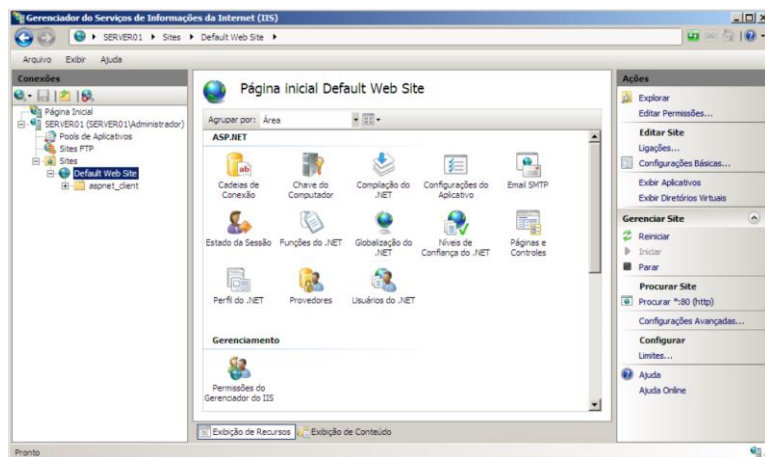 Gerenciador do Serviços de Informações da Internet (IIS)
SERVER01 Sites Default Web Site
Arquivo Exibir Ajuda
Conexões
Página Inicial
SERVER01 (SERVER01\Administrador)
Pools de Aplicativos
Sites FTP
Sites
Default Web Site
aspnet_client
Página inicial Default Web Site
Agrupar por: Área
ASP.NET
Cadeias de Conexão
Chave do Computador
Compilação do .NET
Configurações do Aplicativo
Email SMTP
Estado da Sessão
Funções do .NET
Globalização do .NET
Níveis de Confiança do .NET
Páginas e Controles
Perfil do .NET
Provedores
Usuários do .NET
Gerenciamento
Permissões do Gerenciador do IIS
Exibição de Recursos
Exibição de Conteúdo
Ações
Explorar
Editar Permissões...
Editar Site
Ligações...
Configurações Básicas...
Exibir Aplicativos
Exibir Diretórios Virtuais
Gerenciar Site
Reiniciar
Iniciar
Parar
Procurar Site
Procurar *:80 (http)
Configurações Avançadas...
Configurar
Limites...
Ajuda
Ajuda Online
Pronto